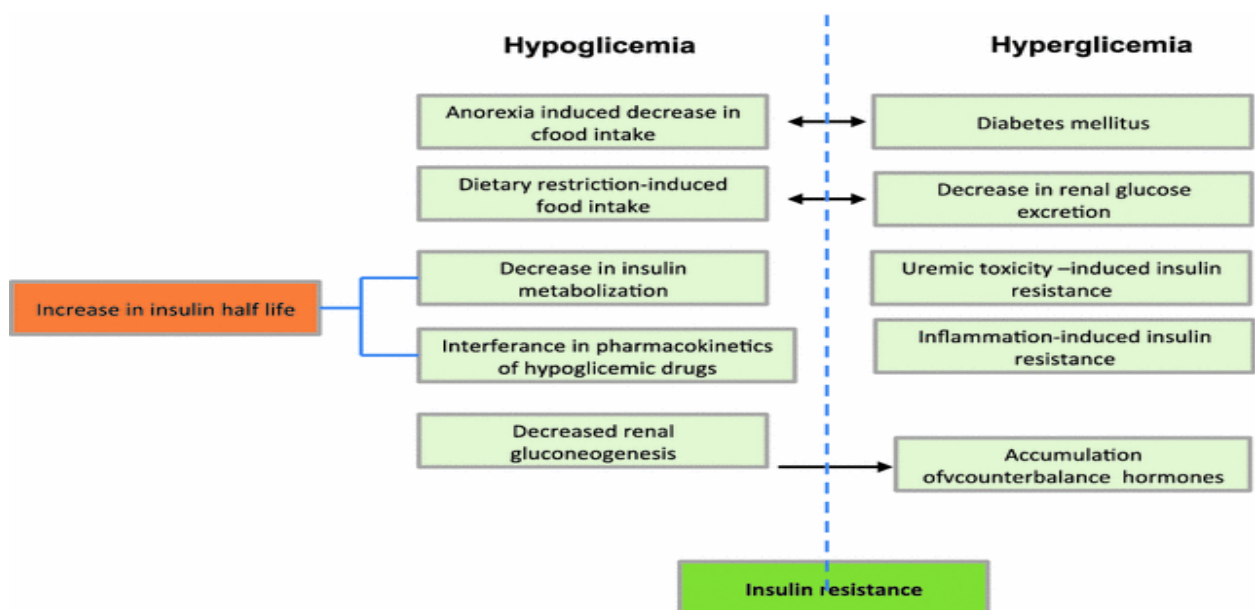 Hypoglicemia
Hyperglicemia
Anorexia induced decrease in
cfood intake
Diabetes mellitus
Dietary restriction-induced
food intake
Decrease in renal glucose
excretion
Increase in insulin half life
Decrease in insulin
metabolization
Uremic toxicity –induced insulin
resistance
Interferance in pharmacokinetics
of hypoglicemic drugs
Inflammation-induced insulin
resistance
Decreased renal
gluconeogenesis
Accumulation
ofvcounterbalance hormones
Insulin resistance